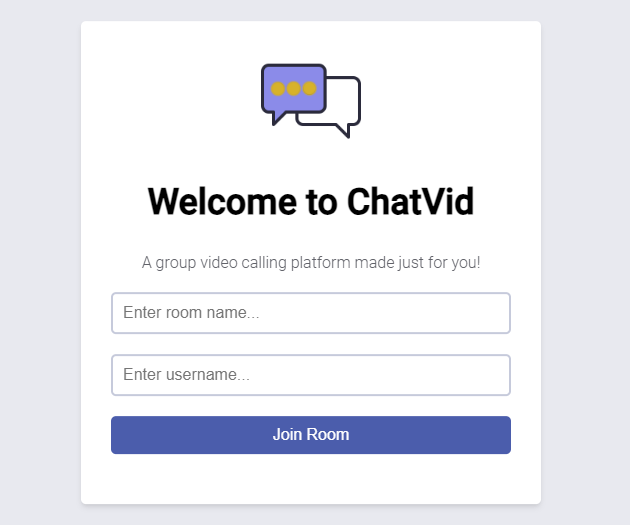 Welcome to ChatVid
A group video calling platform made just for you!
Enter room name...
Enter username...
Join Room